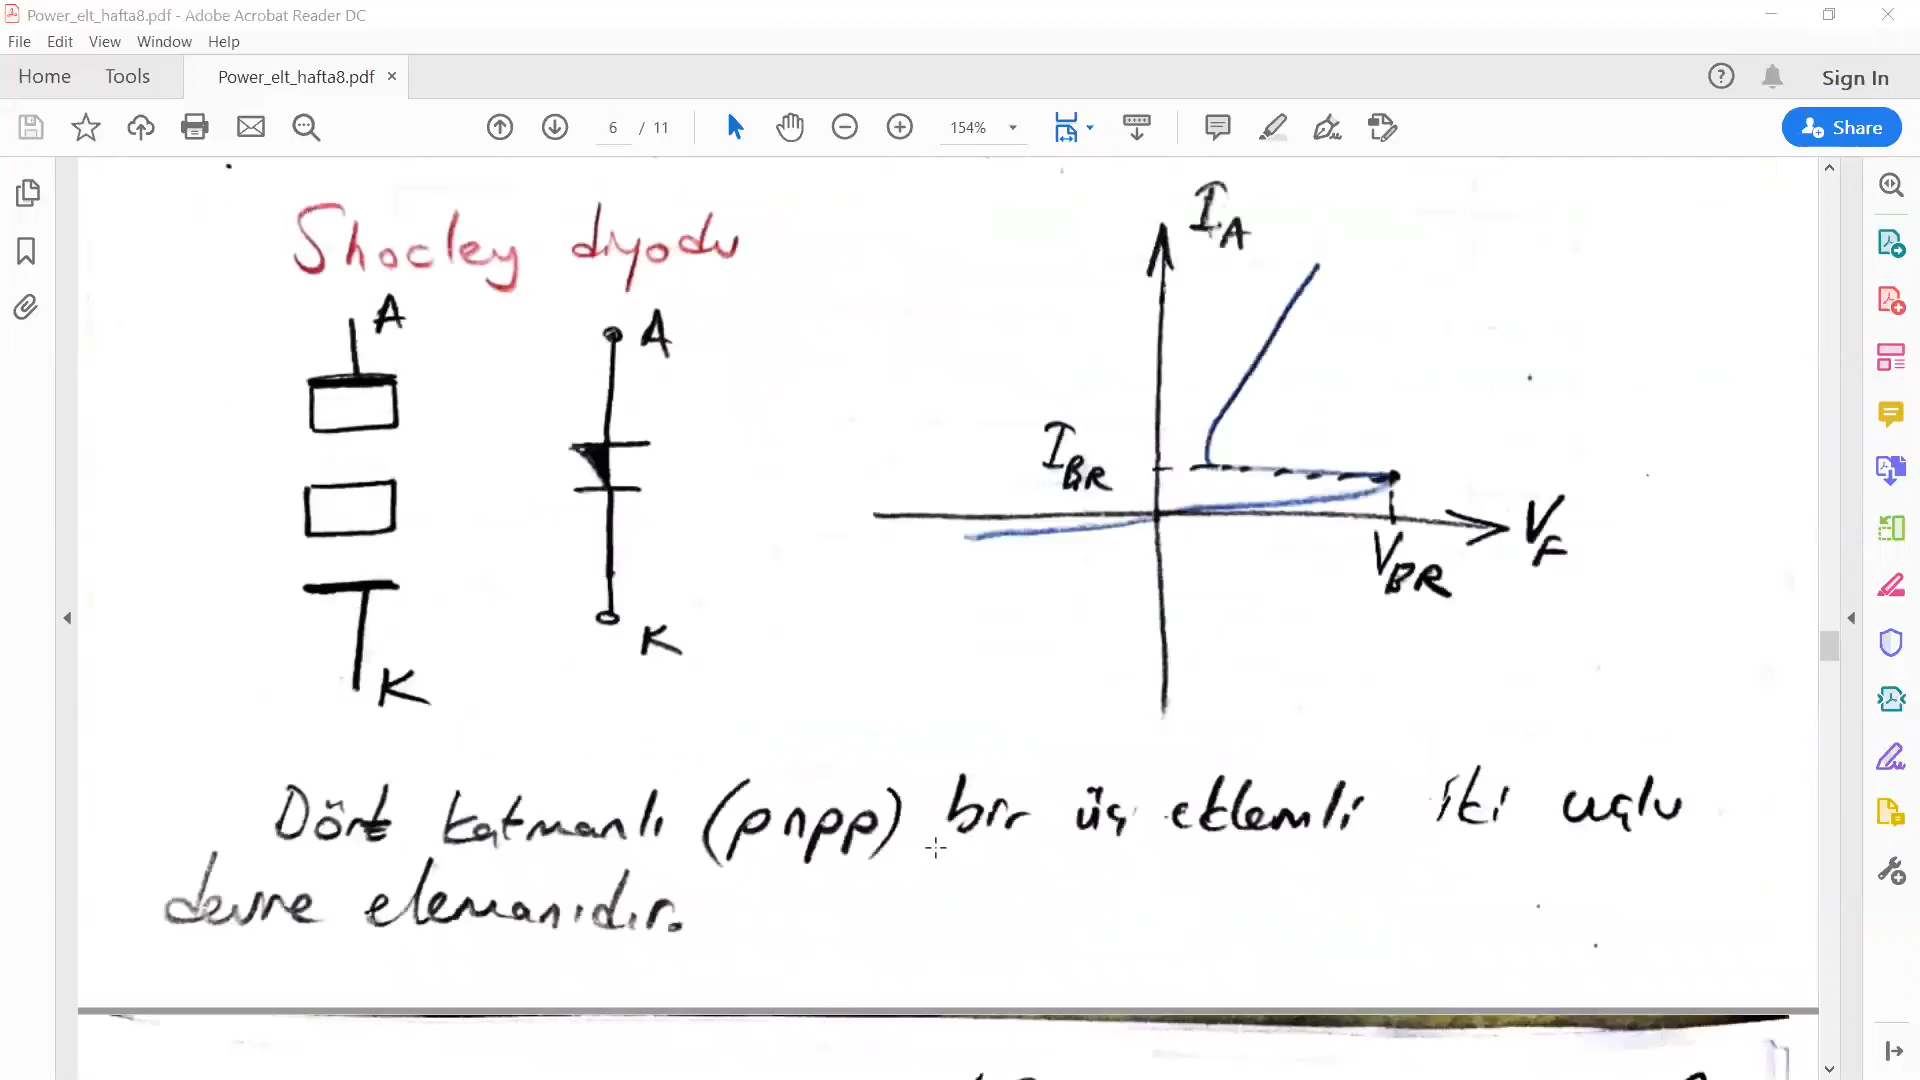 Power_elt_hafta8.pdf - Adobe Acrobat Reader DC
File Edit View Window Help
Home Tools Power_elt_hafta8.pdf × Sign In
6 / 11 154% Share
Shocley diyodu
I_A
A
A
I_BR
V_F
V_BR
K
K
Dört katmanlı (pnpp) bir üç eklemli iki uçlu
devre elemanıdır.